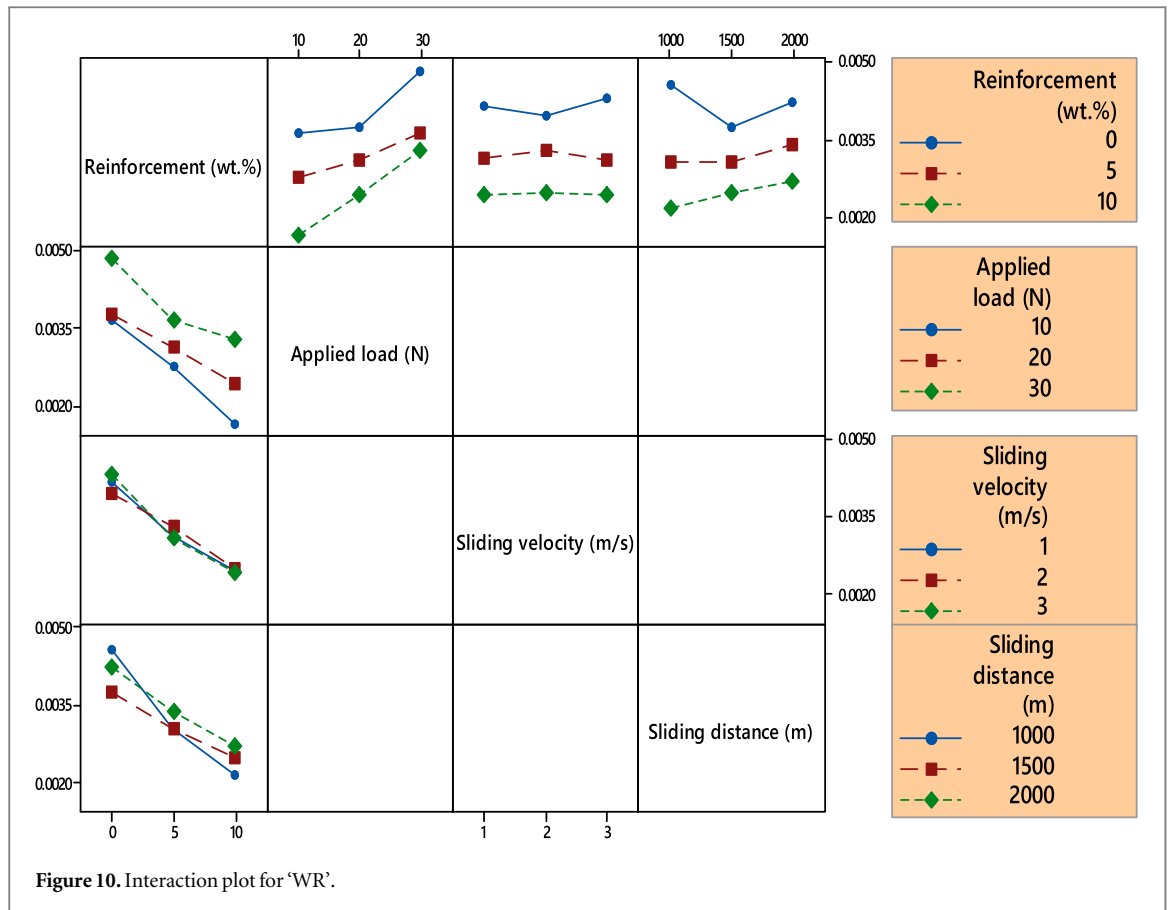 10 20 30 1000 1500 2000
0.0050
0.0035
0.0020
Reinforcement (wt.%)
Reinforcement
(wt.%)
0
5
10
0.0050
0.0035
0.0020
Applied load (N)
Applied
load (N)
10
20
30
Sliding velocity (m/s)
0.0050
0.0035
0.0020
Sliding
velocity
(m/s)
1
2
3
0.0050
0.0035
0.0020
Sliding distance (m)
Sliding
distance
(m)
1000
1500
2000
0 5 10 1 2 3
Figure 10. Interaction plot for ‘WR’.